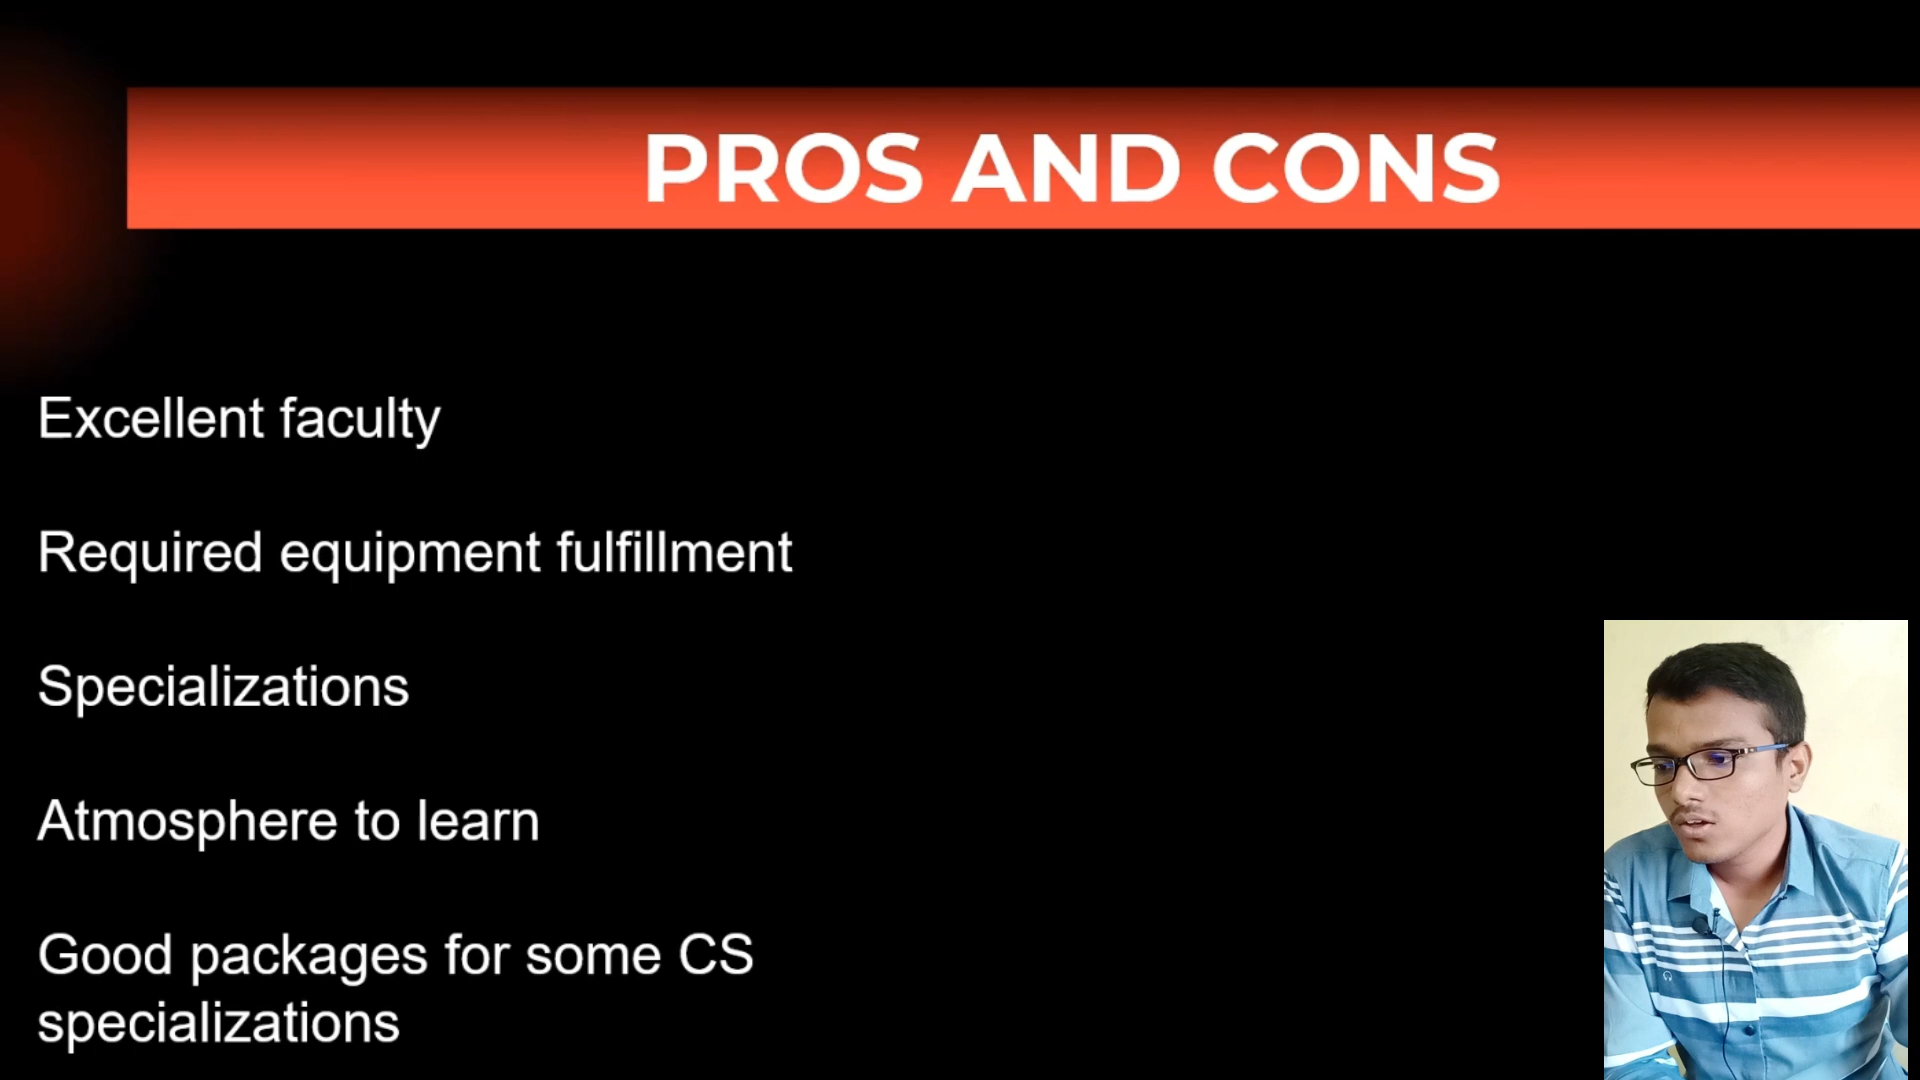 PROS AND CONS
Excellent faculty
Required equipment fulfillment
Specializations
Atmosphere to learn
Good packages for some CS
specializations